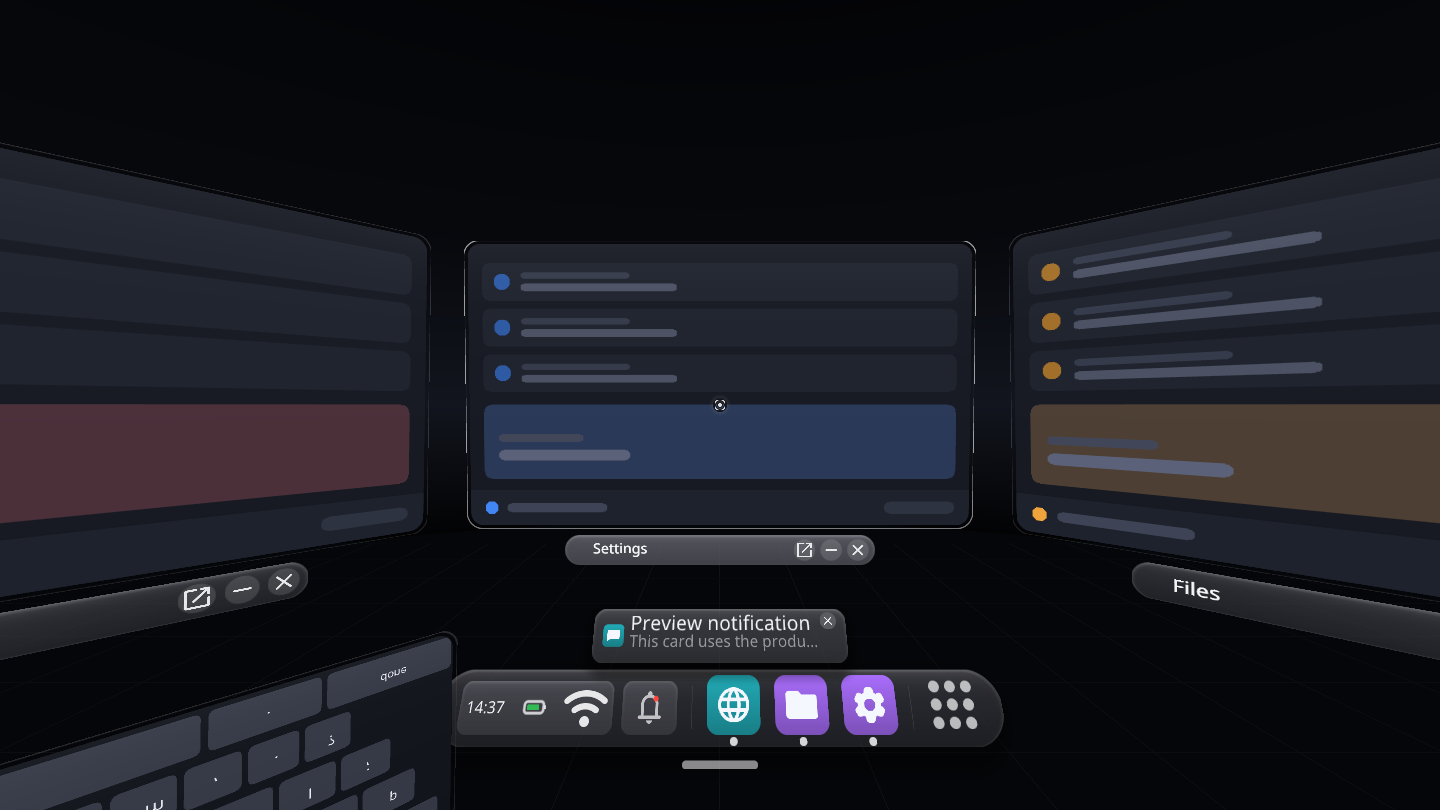 Settings
Files
Preview notification
This card uses the produ...
14:37